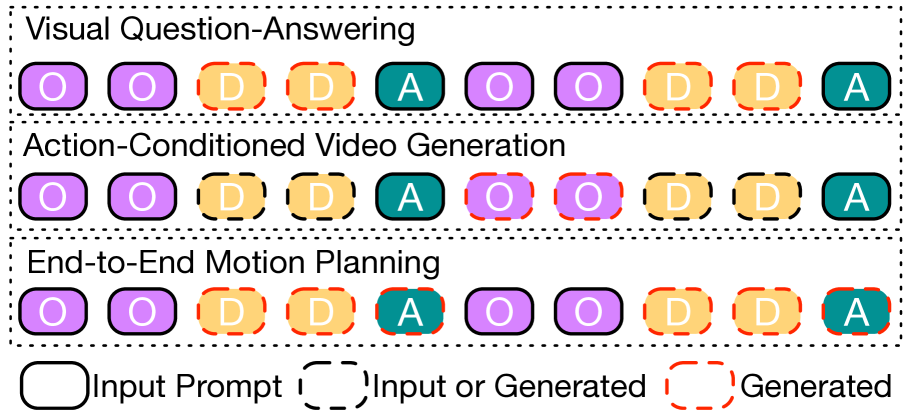 Visual Question-Answering
O O D D A O O D D A
Action-Conditioned Video Generation
O O D D A O O D D A
End-to-End Motion Planning
O O D D A O O D D A
Input Prompt Input or Generated Generated